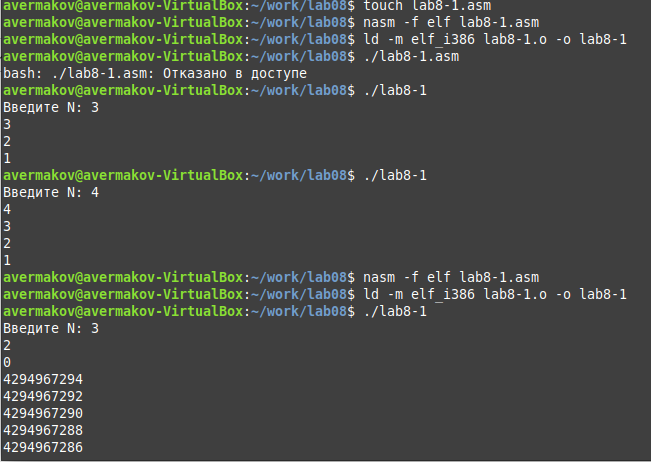 avermakov@avermakov-VirtualBox:~/work/lab08$ touch lab8-1.asm
avermakov@avermakov-VirtualBox:~/work/lab08$ nasm -f elf lab8-1.asm
avermakov@avermakov-VirtualBox:~/work/lab08$ ld -m elf_i386 lab8-1.o -o lab8-1
avermakov@avermakov-VirtualBox:~/work/lab08$ ./lab8-1.asm
bash: ./lab8-1.asm: Отказано в доступе
avermakov@avermakov-VirtualBox:~/work/lab08$ ./lab8-1
Введите N: 3
3
2
1
avermakov@avermakov-VirtualBox:~/work/lab08$ ./lab8-1
Введите N: 4
4
3
2
1
avermakov@avermakov-VirtualBox:~/work/lab08$ nasm -f elf lab8-1.asm
avermakov@avermakov-VirtualBox:~/work/lab08$ ld -m elf_i386 lab8-1.o -o lab8-1
avermakov@avermakov-VirtualBox:~/work/lab08$ ./lab8-1
Введите N: 3
2
0
4294967294
4294967292
4294967290
4294967288
4294967286